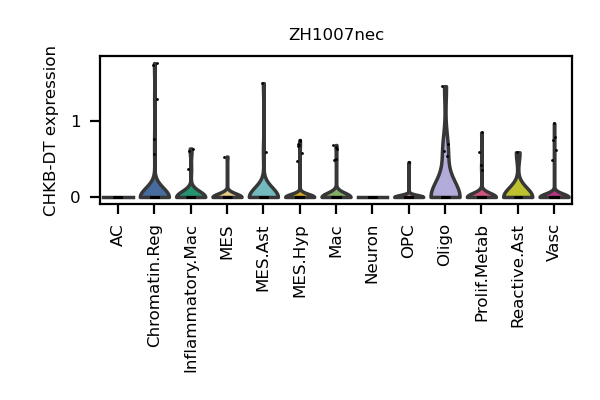 ZH1007nec
CHKB-DT expression
1
0
AC
Chromatin.Reg
Inflammatory.Mac
MES
MES.Ast
MES.Hyp
Mac
Neuron
OPC
Oligo
Prolif.Metab
Reactive.Ast
Vasc